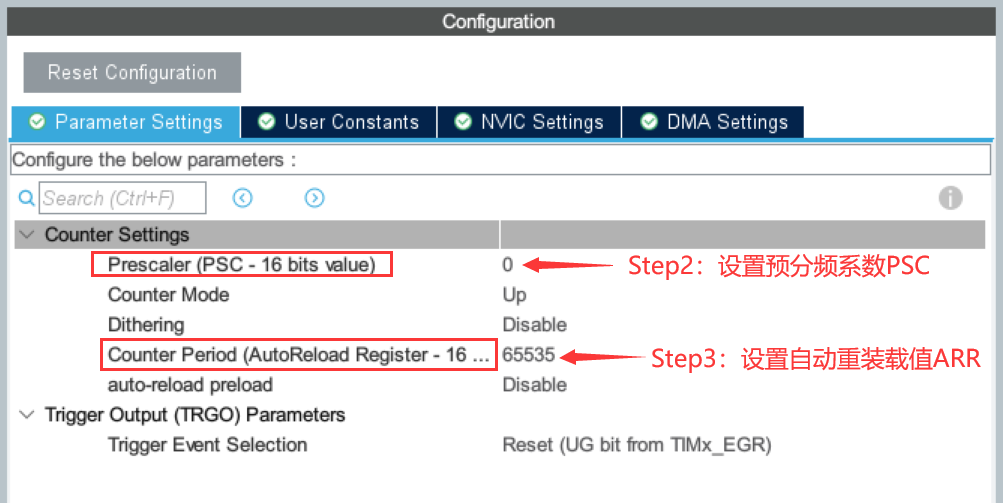 Configuration
Reset Configuration
Parameter Settings User Constants NVIC Settings DMA Settings
Configure the below parameters :
Search (Ctrl+F)
Counter Settings
Prescaler (PSC - 16 bits value) 0 Step2：设置预分频系数PSC
Counter Mode Up
Dithering Disable
Counter Period (AutoReload Register - 16 ... 65535 Step3：设置自动重装载值ARR
auto-reload preload Disable
Trigger Output (TRGO) Parameters
Trigger Event Selection Reset (UG bit from TIMx_EGR)